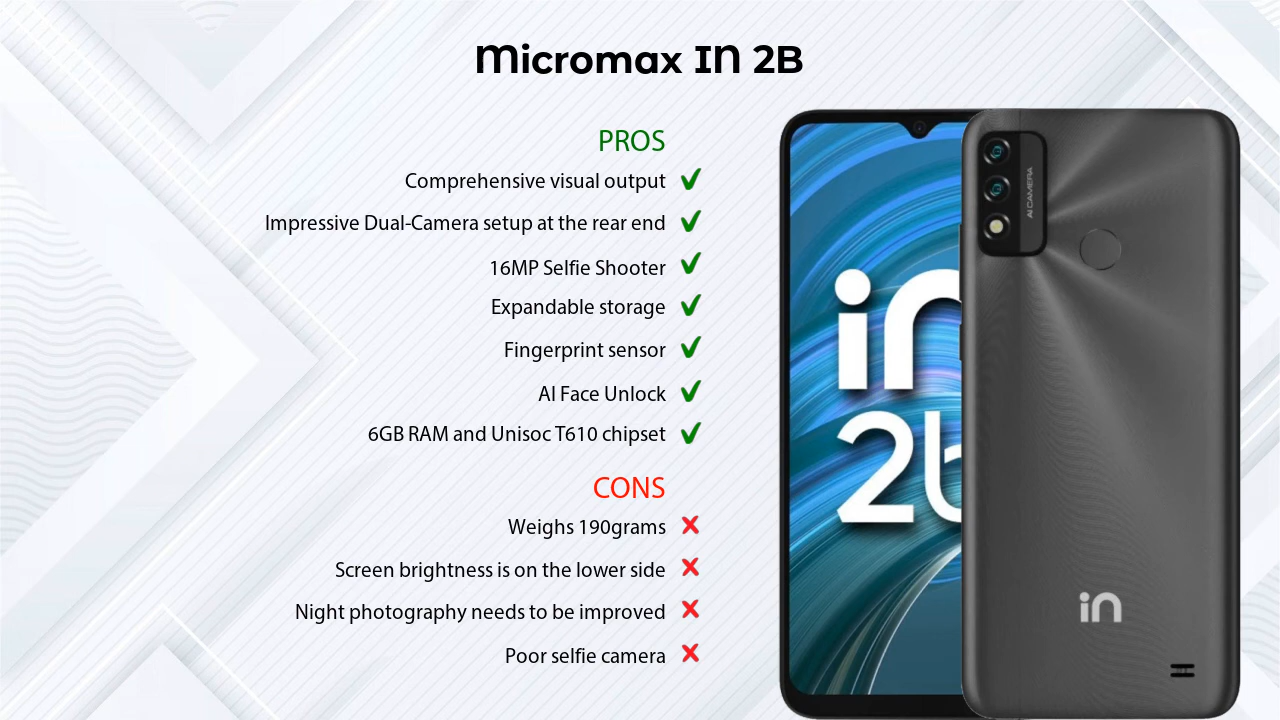 Micromax IN 2B
PROS
Comprehensive visual output
Impressive Dual-Camera setup at the rear end
16MP Selfie Shooter
Expandable storage
Fingerprint sensor
AI Face Unlock
6GB RAM and Unisoc T610 chipset
CONS
Weighs 190grams
Screen brightness is on the lower side
Night photography needs to be improved
Poor selfie camera
in
2b
AI CAMERA
in